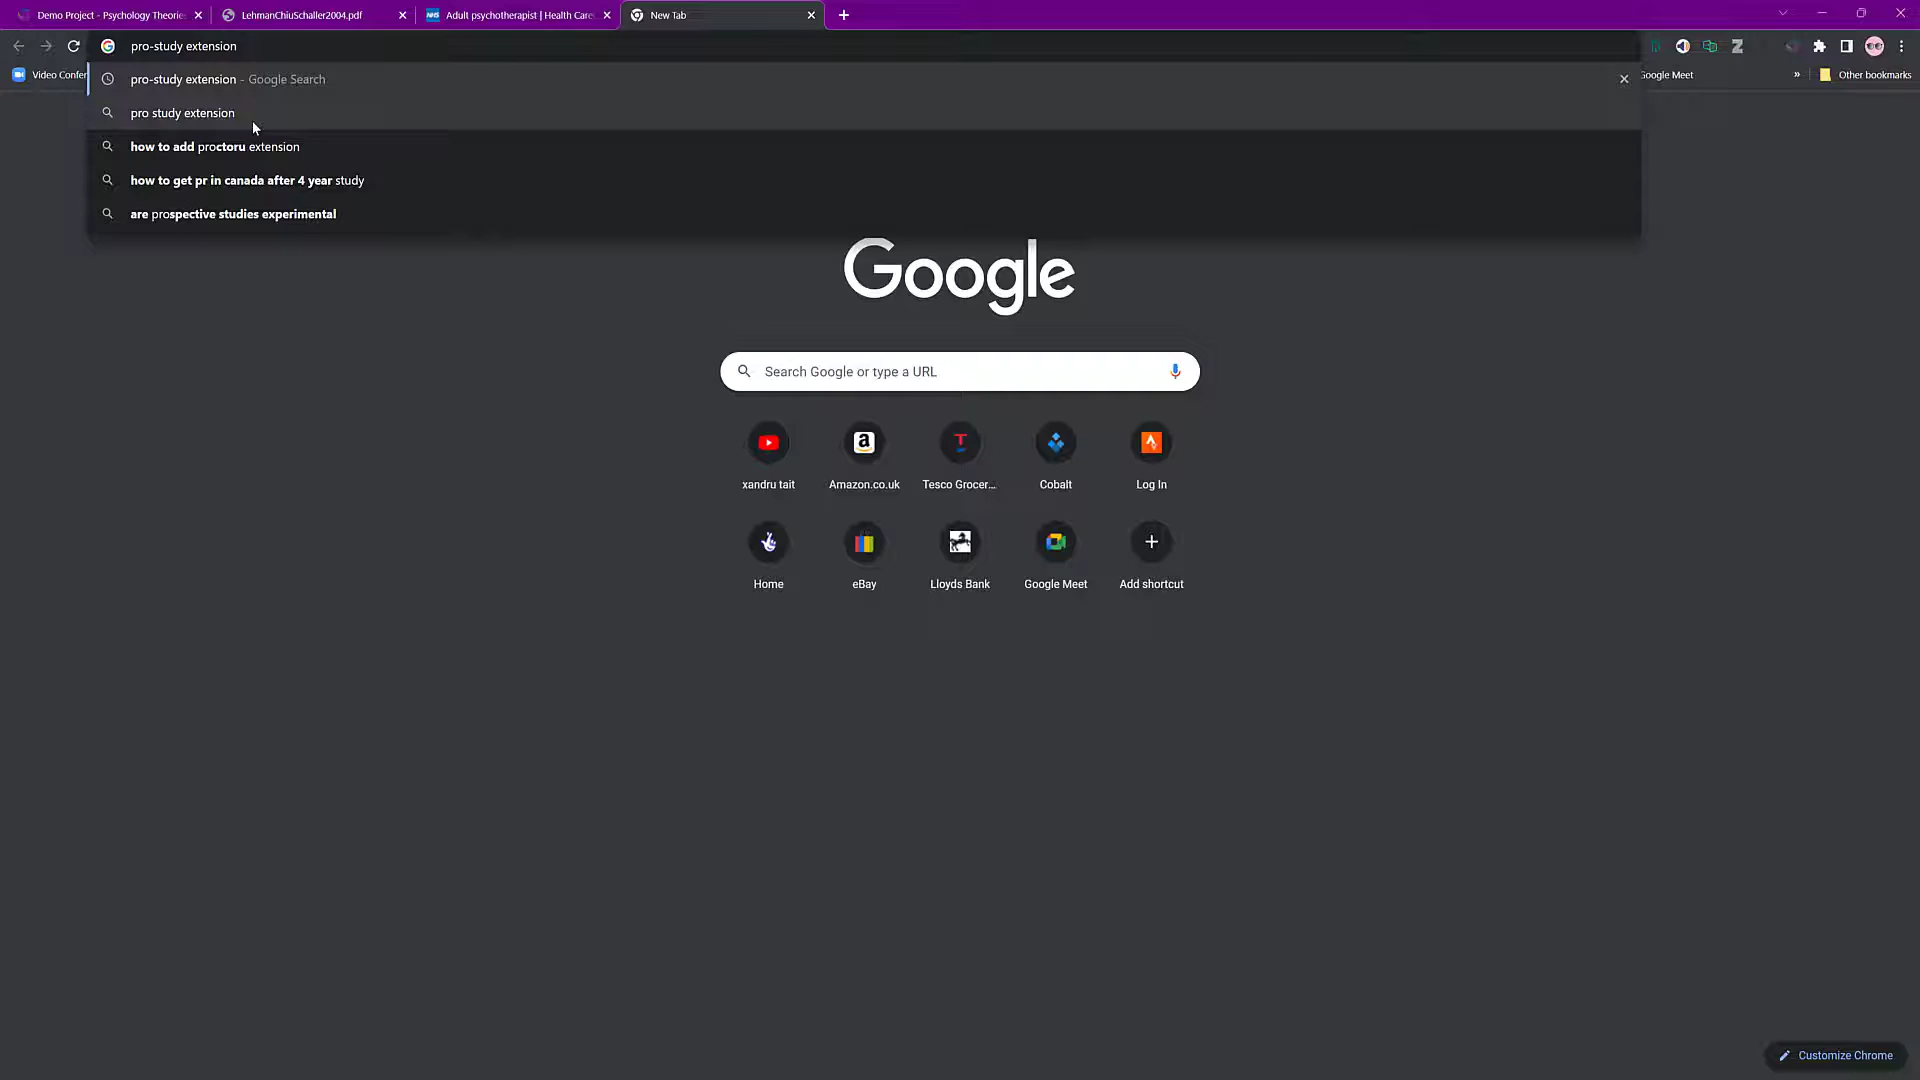 Demo Project - Psychology Theorie
LehmanChiuSchaller2004.pdf
NHS
Adult psychotherapist | Health Care
New Tab
pro-study extension
Video Confer
pro-study extension - Google Search
Google Meet
»
Other bookmarks
pro study extension
how to add proctoru extension
how to get pr in canada after 4 year study
are prospective studies experimental
Google
Search Google or type a URL
xandru tait
Amazon.co.uk
Tesco Grocer...
Cobalt
Log In
Home
eBay
Lloyds Bank
Google Meet
Add shortcut
Customize Chrome